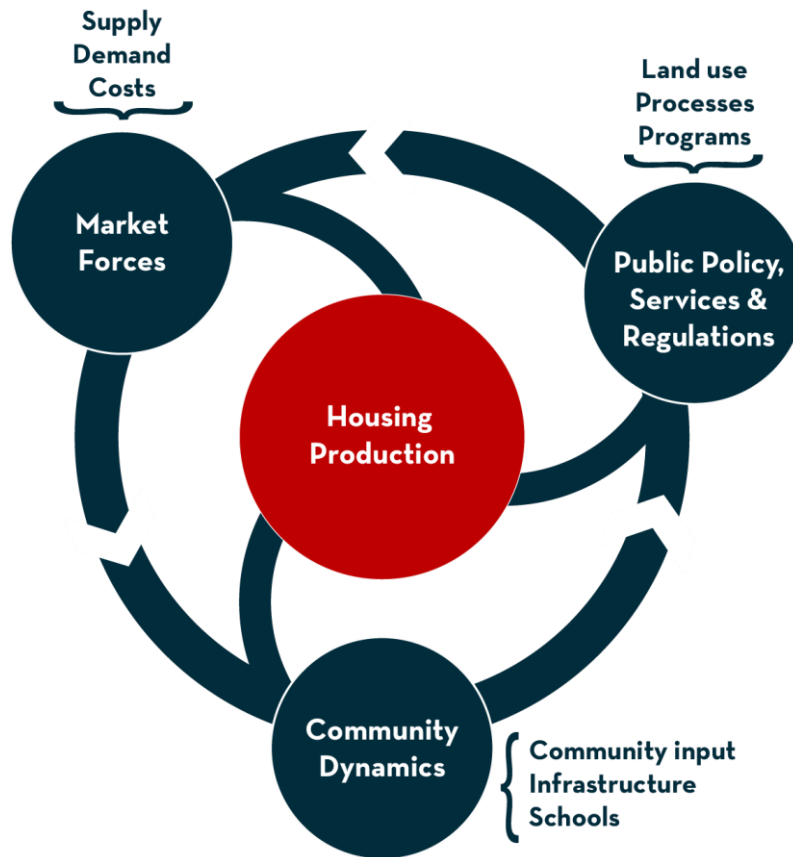 Supply
Demand
Costs
Land use
Processes
Programs
Market
Forces
Public Policy,
Services &
Regulations
Housing
Production
Community
Dynamics
Community input
Infrastructure
Schools